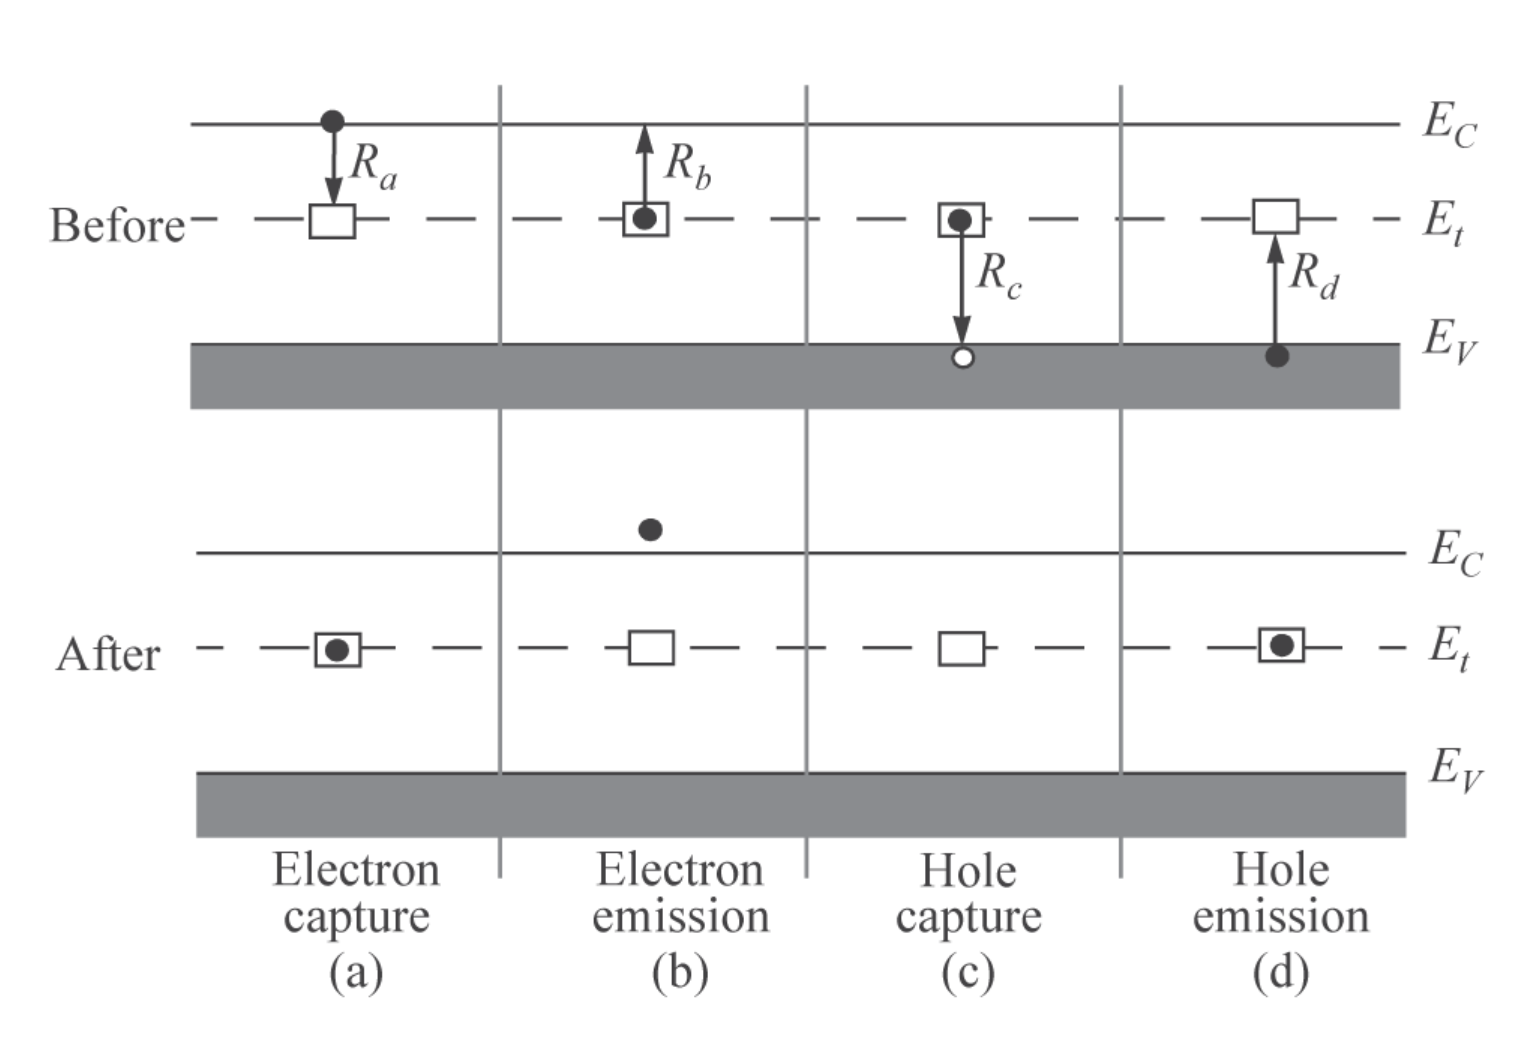 E_C
R_a
R_b
Before
E_t
R_c
R_d
E_V
E_C
After
E_t
E_V
Electron capture
(a)
Electron emission
(b)
Hole capture
(c)
Hole emission
(d)